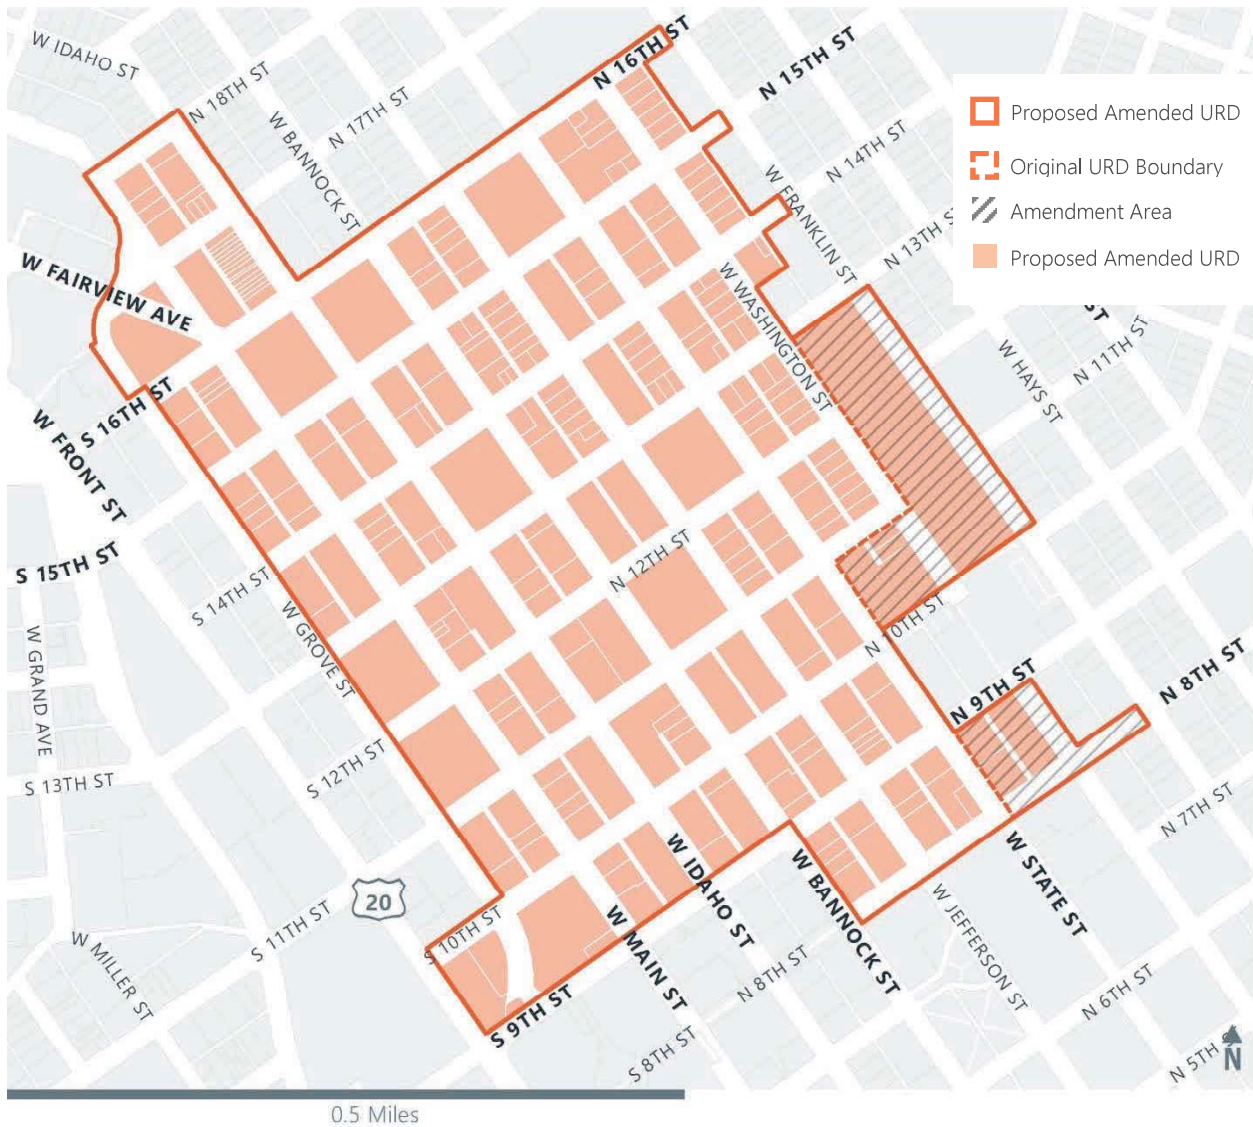 W IDAHO ST
N 18TH ST
W BANNOCK ST
N 17TH ST
N 16TH ST
N 15TH ST
N 14TH ST
W FRANKLIN ST
N 13TH ST
Proposed Amended URD
Original URD Boundary
Amendment Area
Proposed Amended URD
ST
W FAIRVIEW AVE
W WASHINGTON ST
W HAYS ST
N 11TH ST
S 16TH ST
W FRONT ST
S 15TH ST
S 14TH ST
N 12TH ST
W GROVE ST
N 10TH ST
W GRAND AVE
S 13TH ST
S 12TH ST
N 9TH ST
N 8TH ST
N 7TH ST
20
W IDAHO ST
W BANNOCK ST
W STATE ST
W JEFFERSON ST
S 10TH ST
S 11TH ST
W MILLER ST
W MAIN ST
N 8TH ST
N 6TH ST
S 9TH ST
S 8TH ST
N 5TH S
N
0.5 Miles